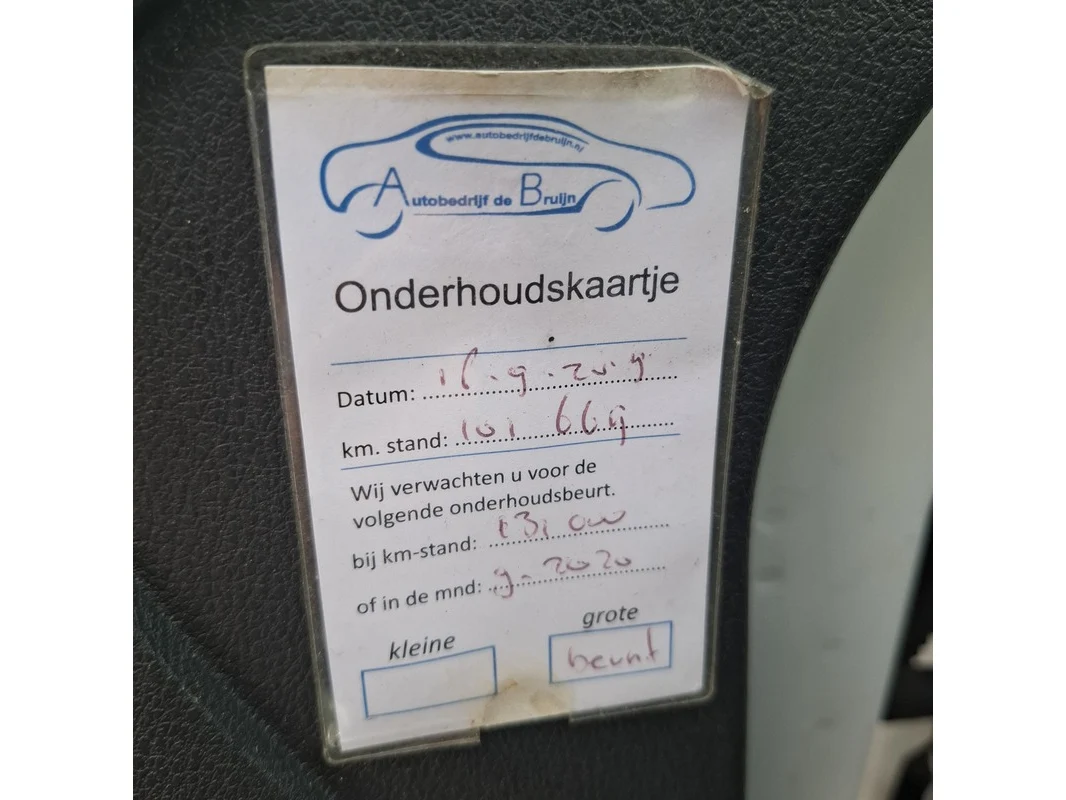 www.autobedrijfdebruijn.nl
Autobedrijf de Bruijn
Onderhoudskaartje
Datum: 16-9-2019
km. stand: 101 669
Wij verwachten u voor de
volgende onderhoudsbeurt.
bij km-stand: 131 000
of in de mnd: 9-2020
kleine
grote
beurt